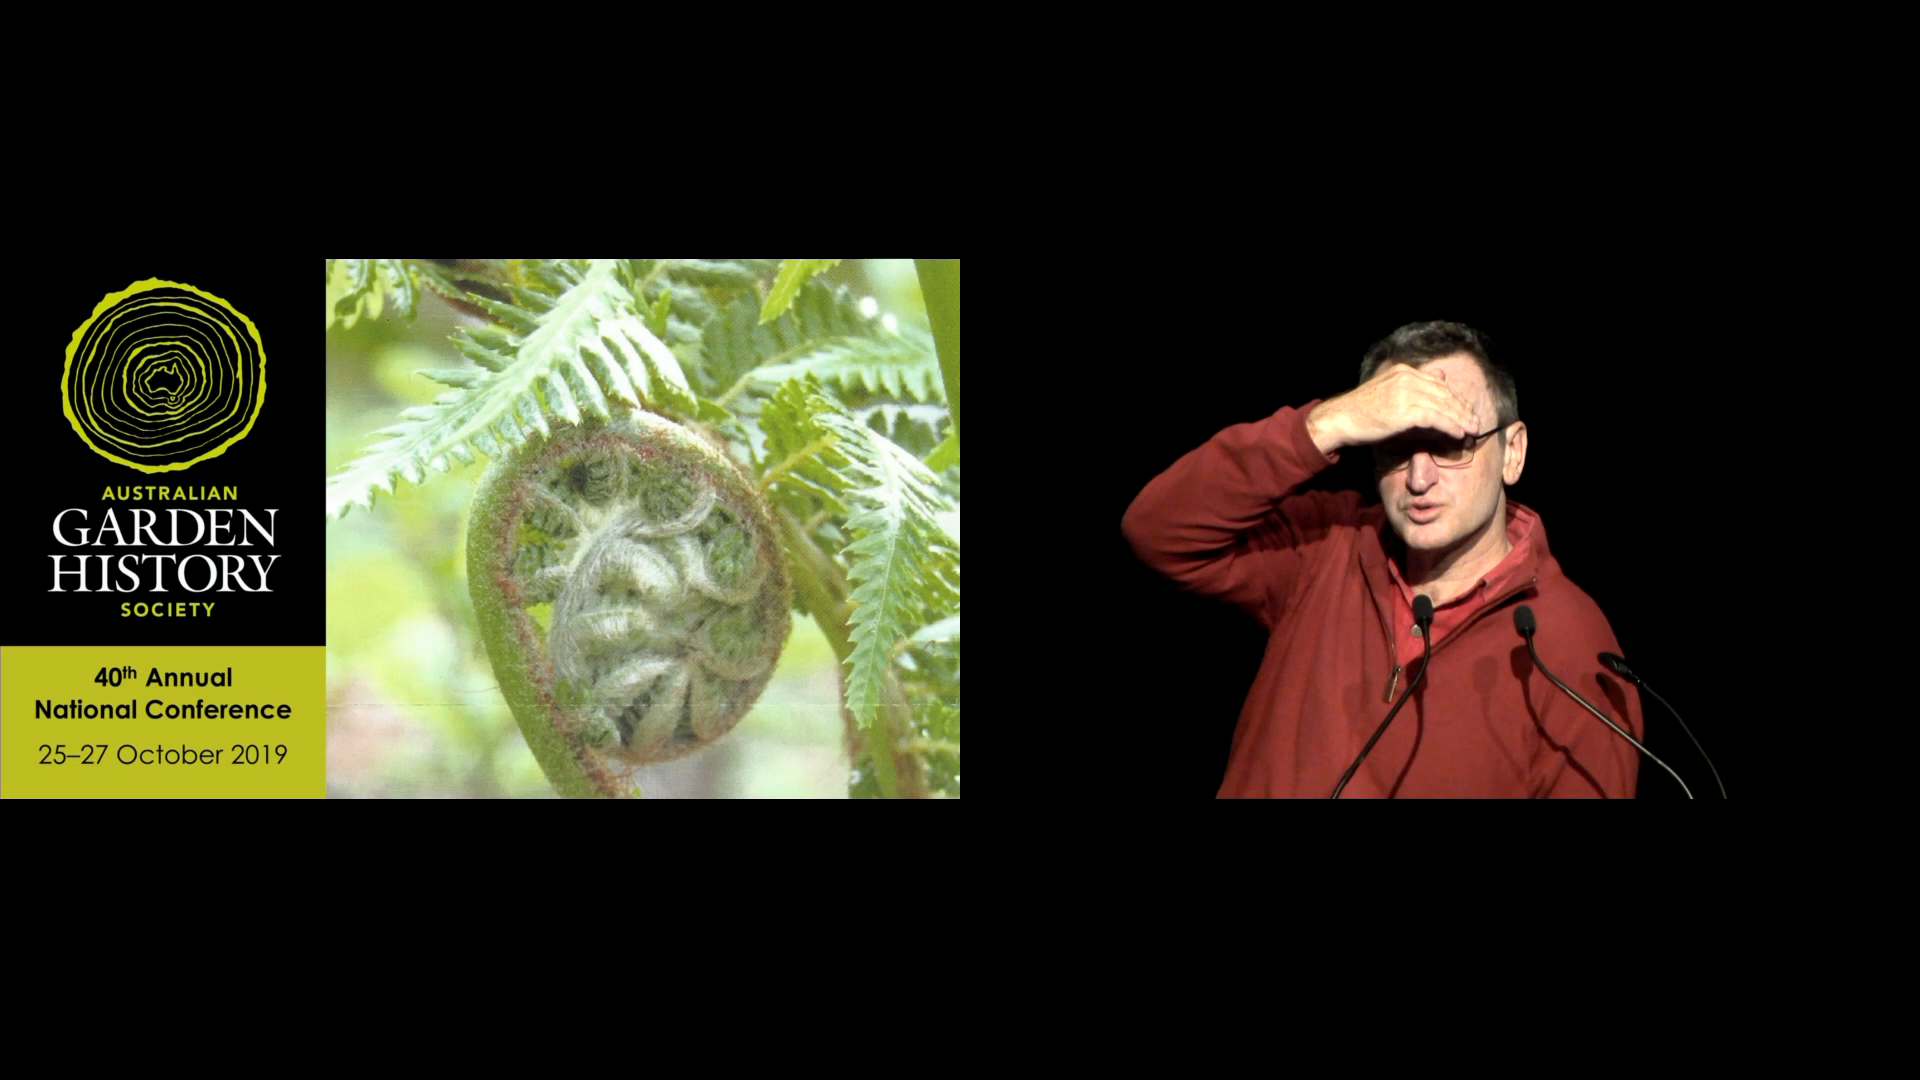 AUSTRALIAN
GARDEN
HISTORY
SOCIETY
40th Annual
National Conference
25–27 October 2019